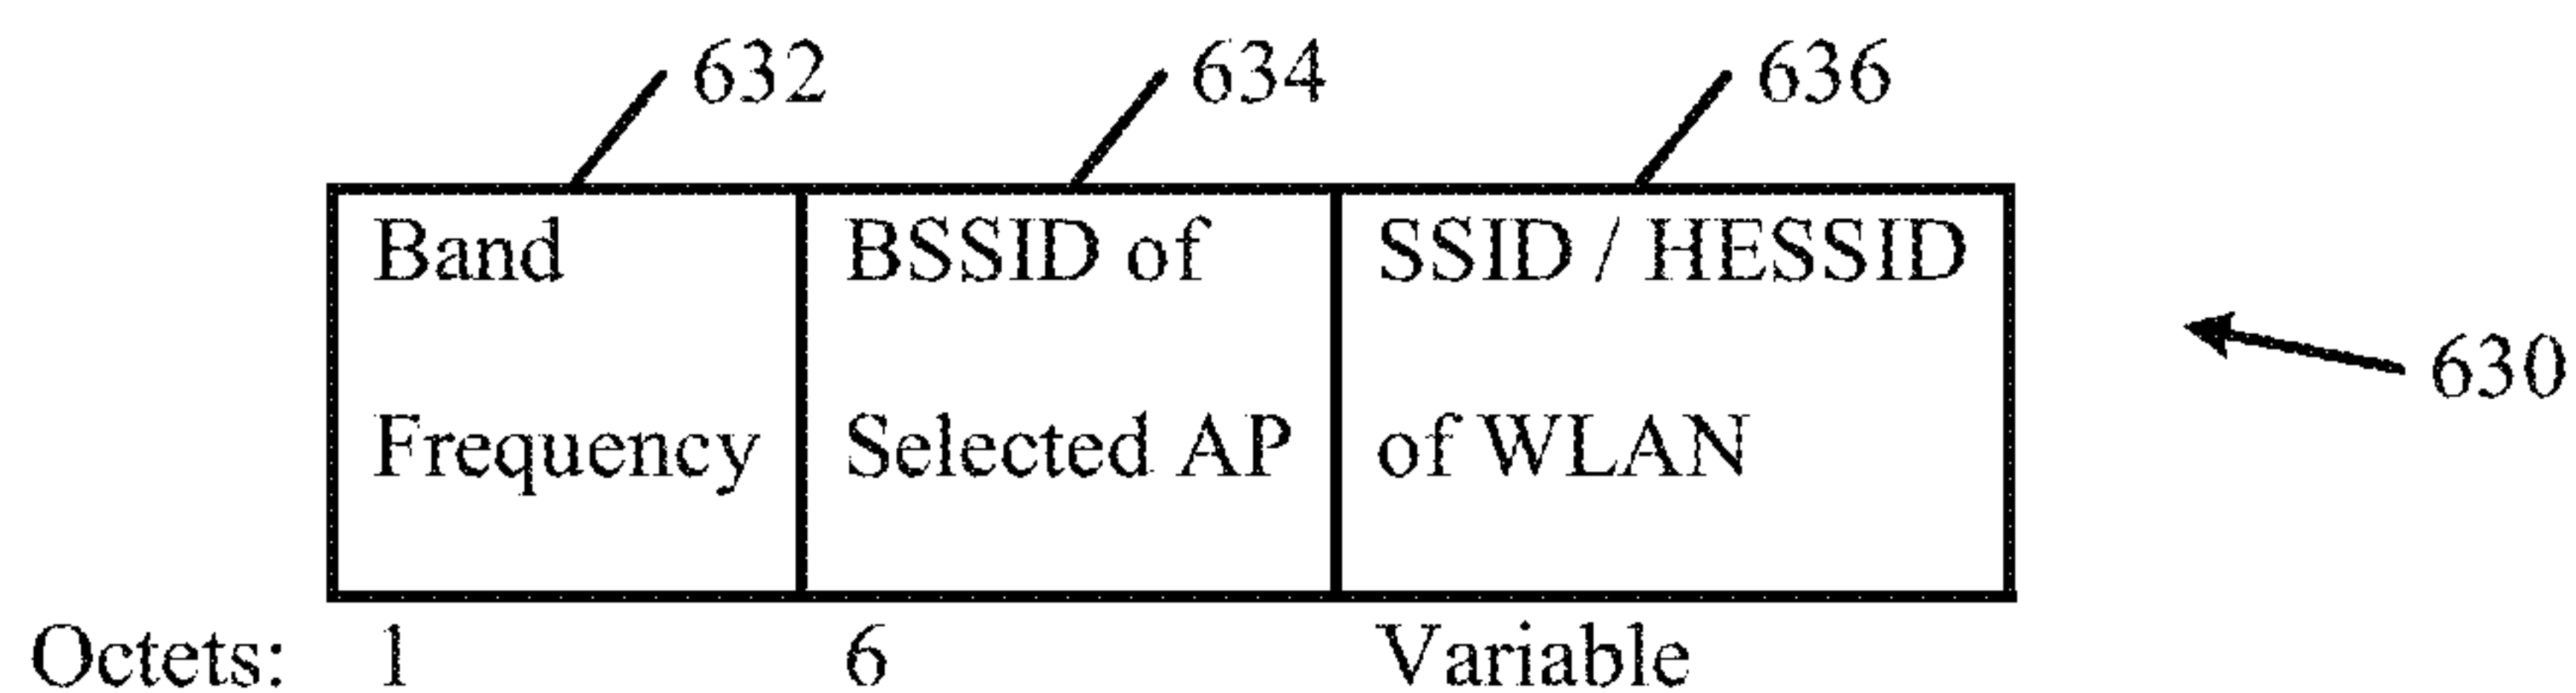 632 634 636
Band BSSID of SSID / HESSID
Frequency Selected AP of WLAN
630
Octets: 1 6 Variable